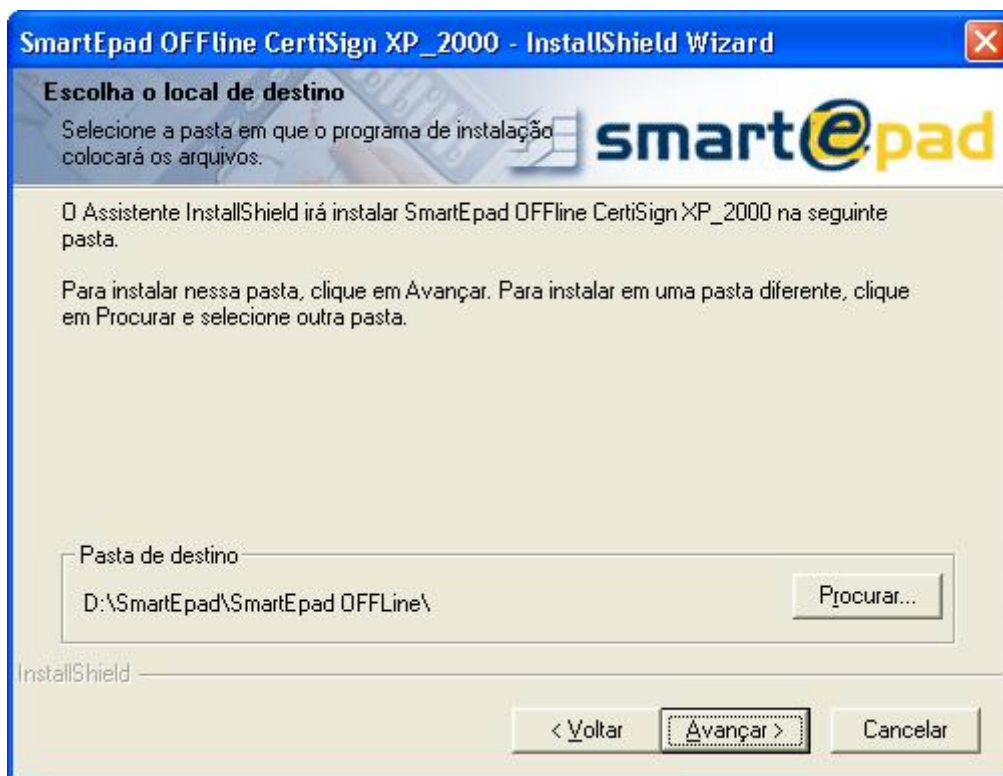 SmartEpad OFFline CertiSign XP_2000 - InstallShield Wizard
Escolha o local de destino
Selecione a pasta em que o programa de instalação
colocará os arquivos.
smartepad
O Assistente InstallShield irá instalar SmartEpad OFFline CertiSign XP_2000 na seguinte
pasta.
Para instalar nessa pasta, clique em Avançar. Para instalar em uma pasta diferente, clique
em Procurar e selecione outra pasta.
Pasta de destino
D:\SmartEpad\SmartEpad OFFLine\
Procurar...
InstallShield
< Voltar
Avançar >
Cancelar